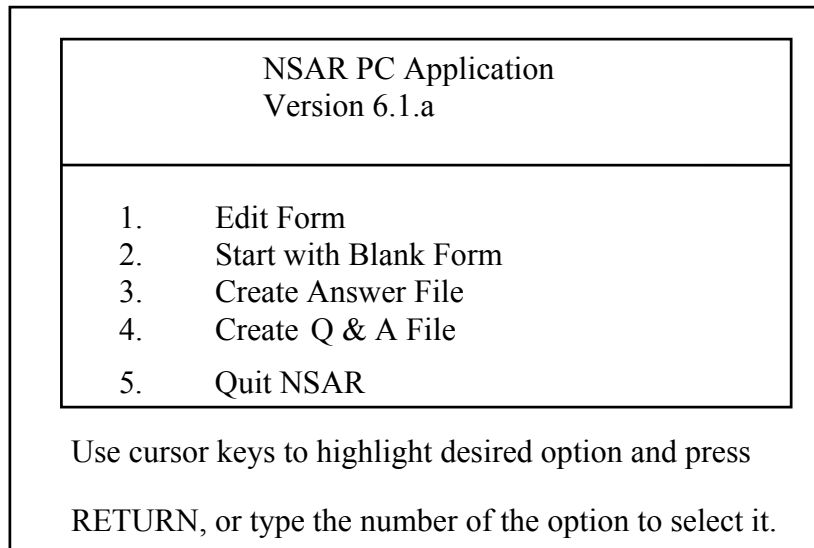 NSAR PC Application
Version 6.1.a
1. Edit Form
2. Start with Blank Form
3. Create Answer File
4. Create Q & A File
5. Quit NSAR
Use cursor keys to highlight desired option and press
RETURN, or type the number of the option to select it.